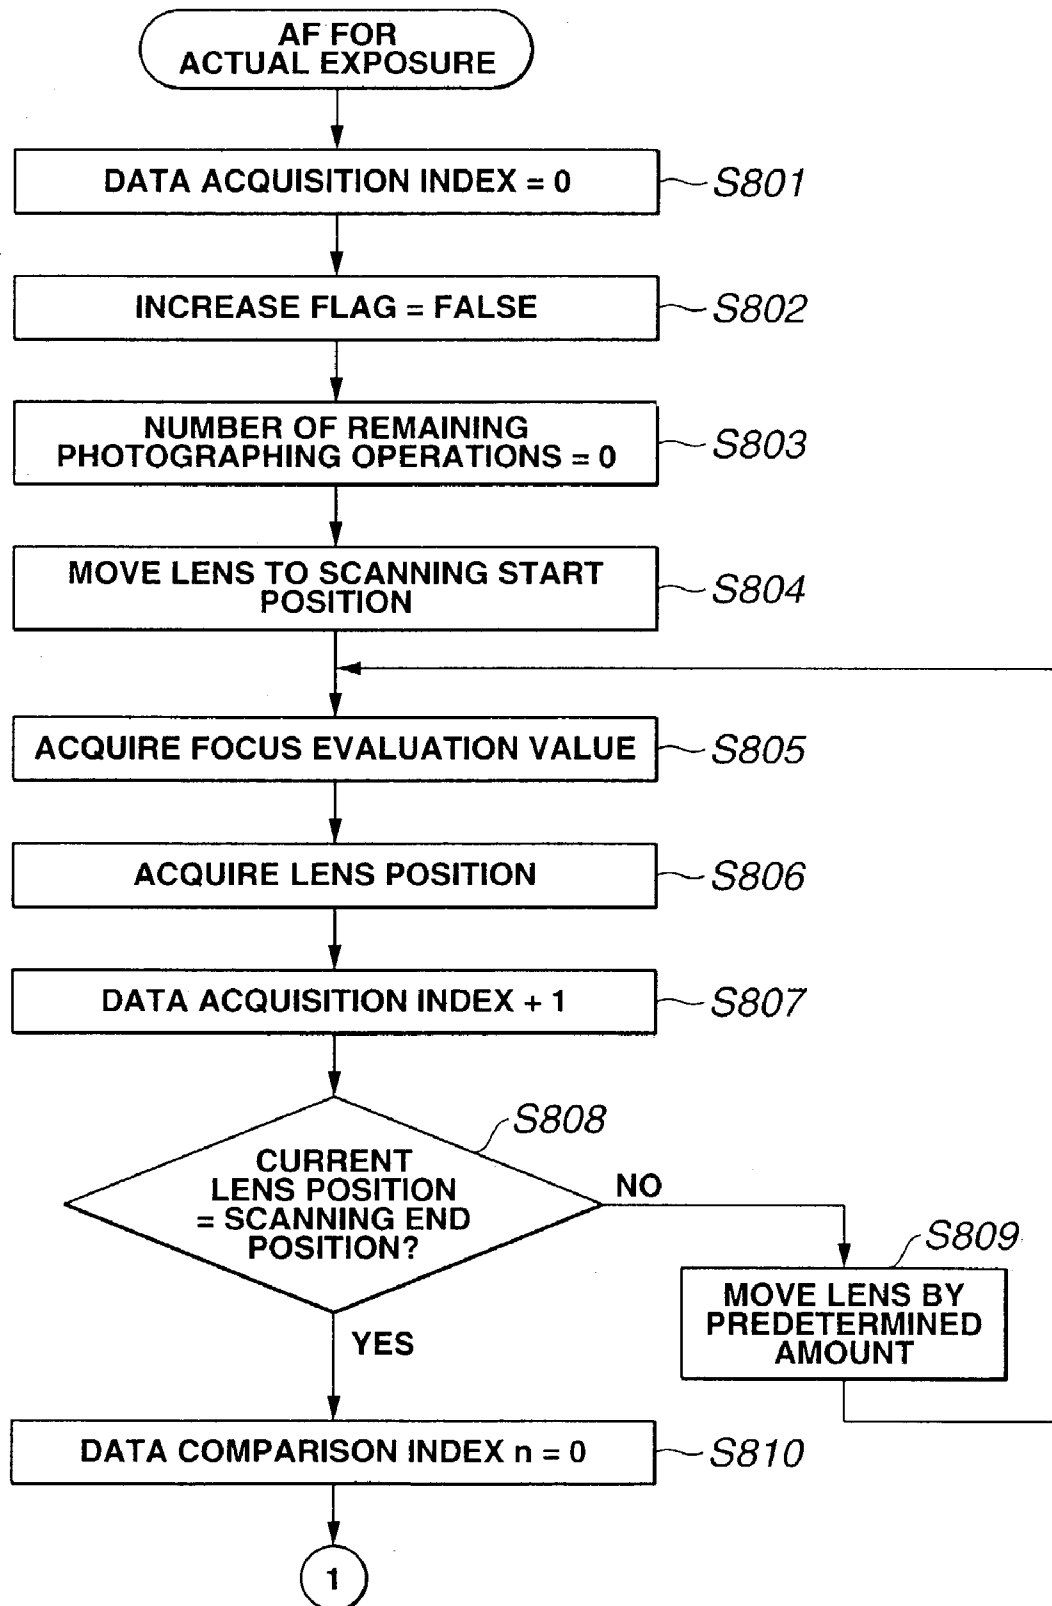 AF FOR
ACTUAL EXPOSURE
DATA ACQUISITION INDEX = 0
S801
INCREASE FLAG = FALSE
S802
NUMBER OF REMAINING
PHOTOGRAPHING OPERATIONS = 0
S803
MOVE LENS TO SCANNING START
POSITION
S804
ACQUIRE FOCUS EVALUATION VALUE
S805
ACQUIRE LENS POSITION
S806
DATA ACQUISITION INDEX + 1
S807
S808
CURRENT
LENS POSITION
= SCANNING END
POSITION?
NO
S809
MOVE LENS BY
PREDETERMINED
AMOUNT
YES
DATA COMPARISON INDEX n = 0
S810
1